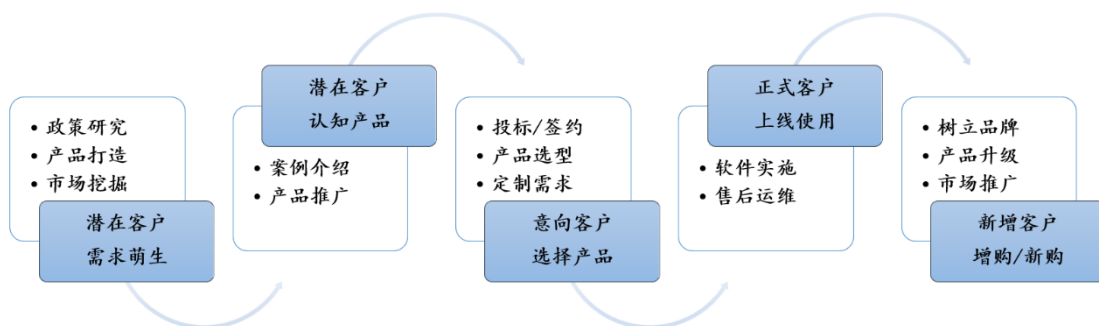 政策研究
产品打造
市场挖掘
潜在客户
需求萌生
潜在客户
认知产品
案例介绍
产品推广
投标/签约
产品选型
定制需求
意向客户
选择产品
正式客户
上线使用
软件实施
售后运维
树立品牌
产品升级
市场推广
新增客户
增购/新购